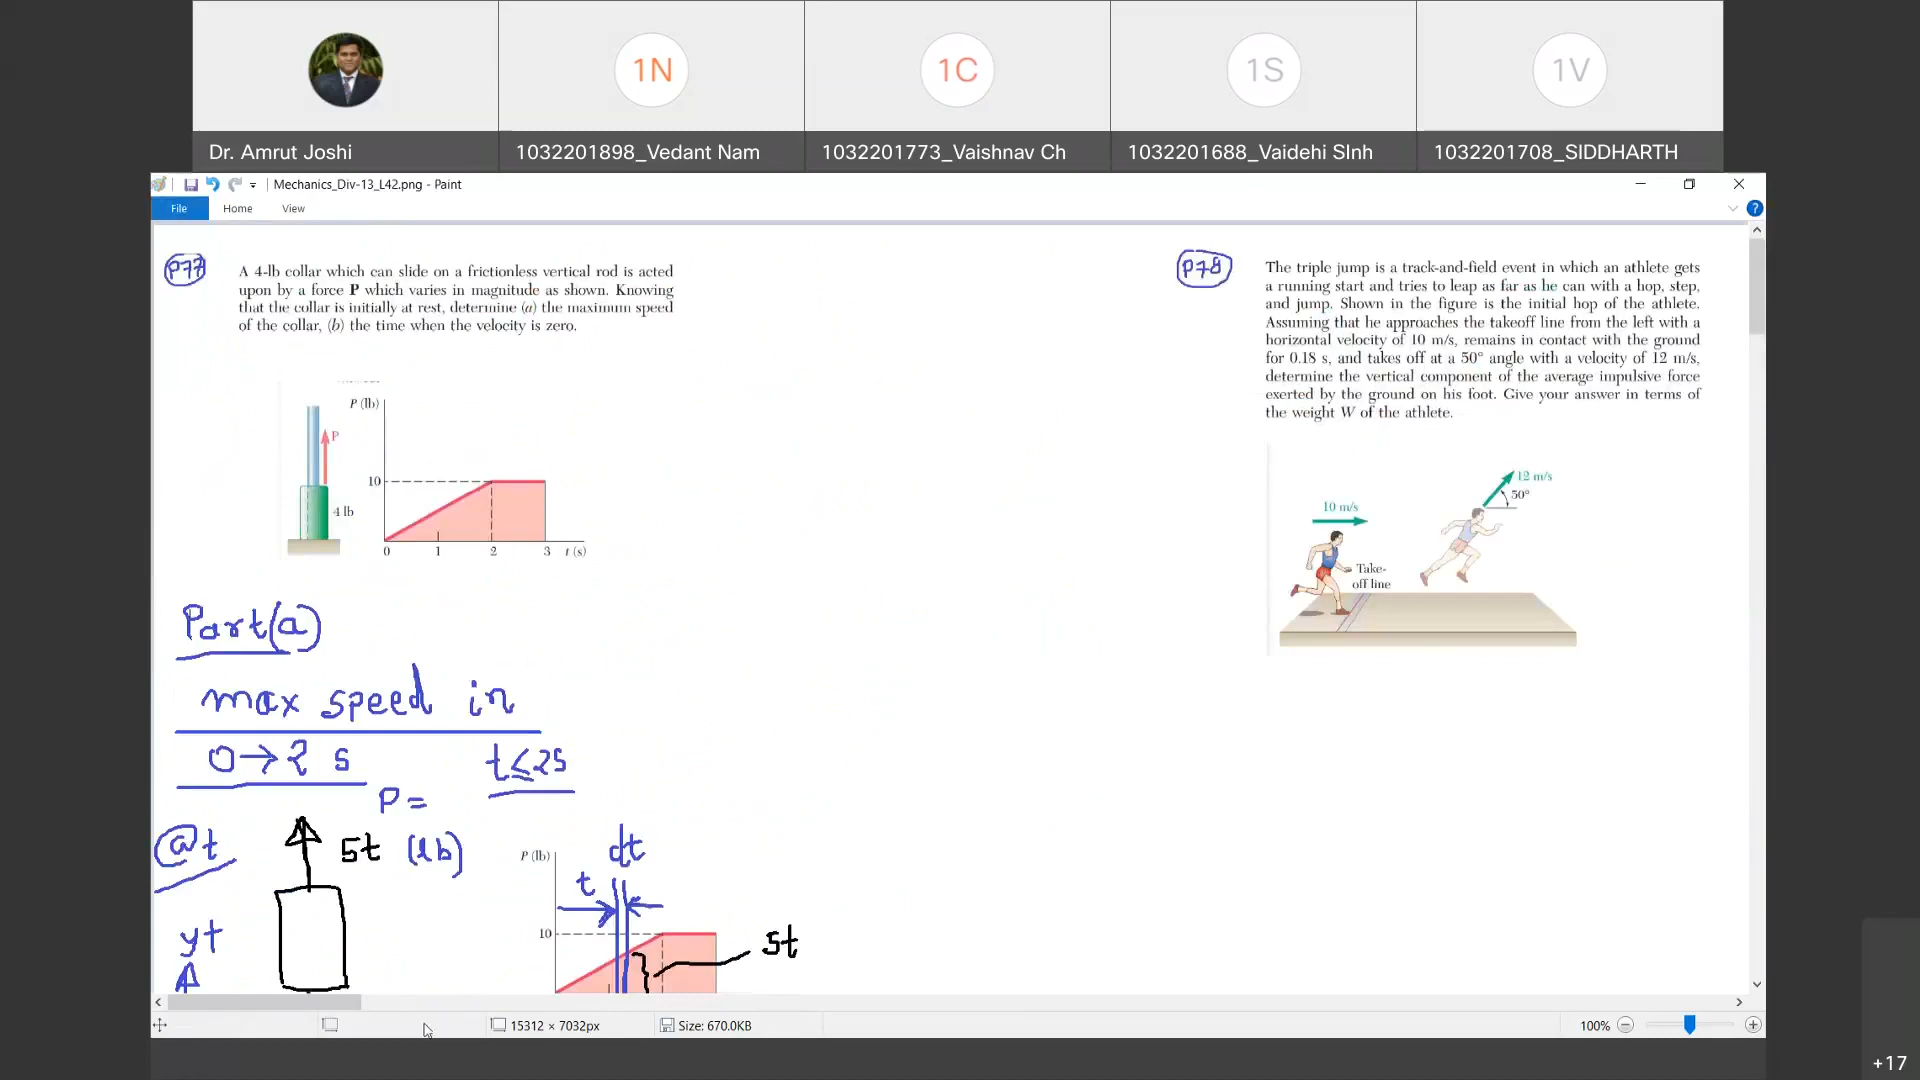 1N
1C
1S
1V
Dr. Amrut Joshi
1032201898_Vedant Nam
1032201773_Vaishnav Ch
1032201688_Vaidehi SInh
1032201708_SIDDHARTH
Mechanics_Div-13_L42.png - Paint
File
Home
View
?
P77
A 4-lb collar which can slide on a frictionless vertical rod is acted
upon by a force P which varies in magnitude as shown. Knowing
that the collar is initially at rest, determine (a) the maximum speed
of the collar, (b) the time when the velocity is zero.
P (lb)
P
10
4 lb
0 1 2 3 t (s)
Part(a)
max speed in
0→2 s t≤2s
P=
@t
5t (lb)
yt
P (lb)
dt
t
10
5t
P78
The triple jump is a track-and-field event in which an athlete gets
a running start and tries to leap as far as he can with a hop, step,
and jump. Shown in the figure is the initial hop of the athlete.
Assuming that he approaches the takeoff line from the left with a
horizontal velocity of 10 m/s, remains in contact with the ground
for 0.18 s, and takes off at a 50° angle with a velocity of 12 m/s,
determine the vertical component of the average impulsive force
exerted by the ground on his foot. Give your answer in terms of
the weight W of the athlete.
12 m/s
50°
10 m/s
Take-
off line
15312 × 7032px
Size: 670.0KB
100%
+17